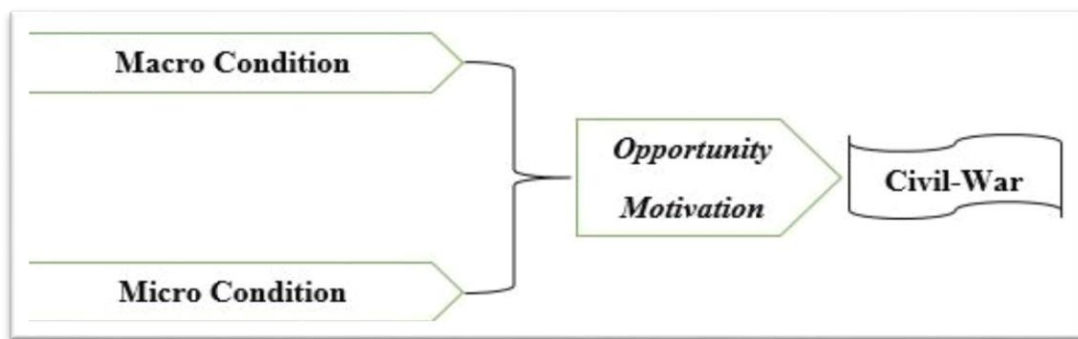 Macro Condition
Opportunity
Motivation
Civil-War
Micro Condition